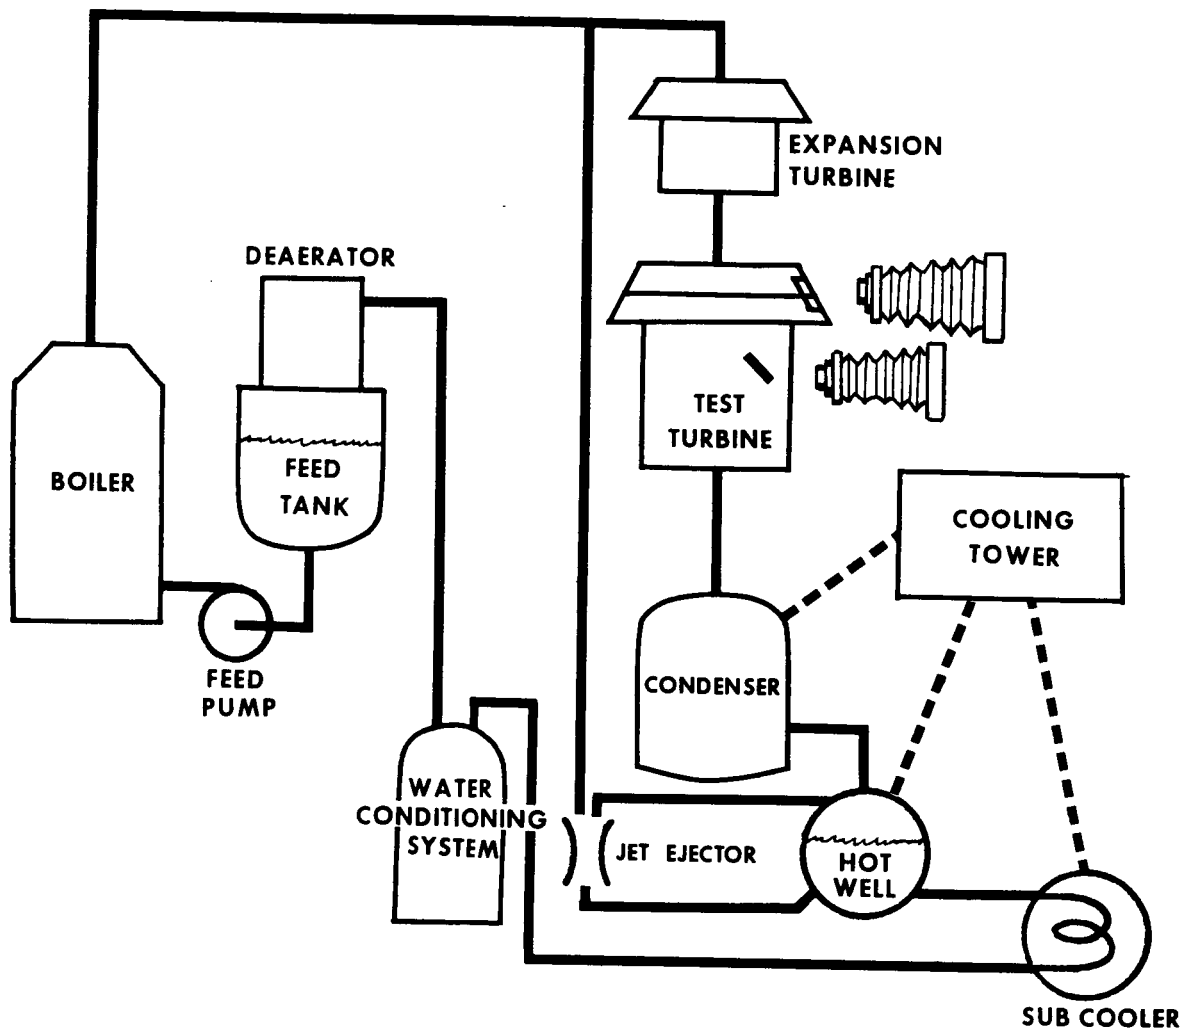 EXPANSION
TURBINE
DEAERATOR
TEST
TURBINE
BOILER
FEED
TANK
COOLING
TOWER
FEED
PUMP
CONDENSER
WATER
CONDITIONING
SYSTEM
JET EJECTOR
HOT
WELL
SUB COOLER